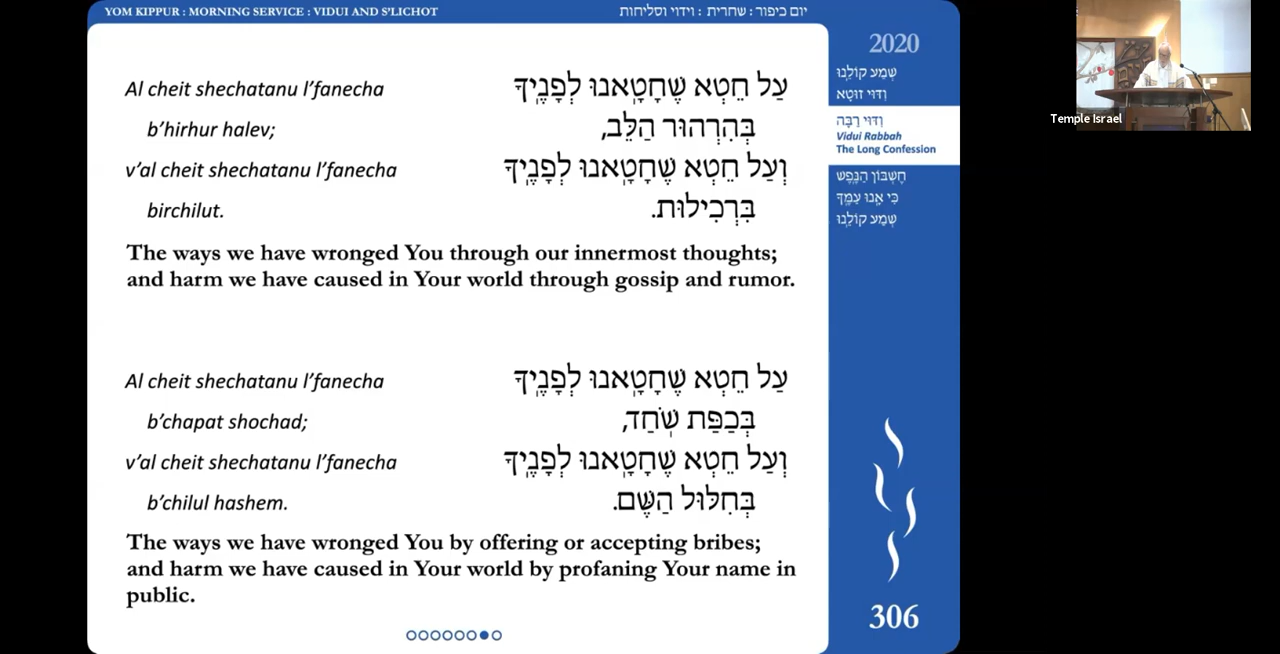 YOM KIPPUR : MORNING SERVICE : VIDUI AND S'LICHOT
יום כיפור : שחרית : וידוי וסליחות
Al cheit shechatanu l'fanecha
עַל חֵטְא שֶׁחָטָֽאנוּ לְפָנֶֽיךָ
b'hirhur halev;
בְּהִרְהוּר הַלֵּב,
v'al cheit shechatanu l'fanecha
וְעַל חֵטְא שֶׁחָטָֽאנוּ לְפָנֶֽיךָ
birchilut.
בִּרְכִילוּת.
The ways we have wronged You through our innermost thoughts;
and harm we have caused in Your world through gossip and rumor.
Al cheit shechatanu l'fanecha
עַל חֵטְא שֶׁחָטָֽאנוּ לְפָנֶֽיךָ
b'chapat shochad;
בְּכַפַּת שֹֽׁחַד,
v'al cheit shechatanu l'fanecha
וְעַל חֵטְא שֶׁחָטָֽאנוּ לְפָנֶֽיךָ
b'chilul hashem.
בְּחִלּוּל הַשֵּׁם.
The ways we have wronged You by offering or accepting bribes;
and harm we have caused in Your world by profaning Your name in
public.
2020
שְׁמַע קוֹלֵֽנוּ
וִדּוּי זוּטָא
וִדּוּי רַבָּה
Vidui Rabbah
The Long Confession
חֶשְׁבּוֹן הַנֶּֽפֶשׁ
כִּי אָֽנוּ עַמֶּֽךָ
שְׁמַע קוֹלֵֽנוּ
306
Temple Israel